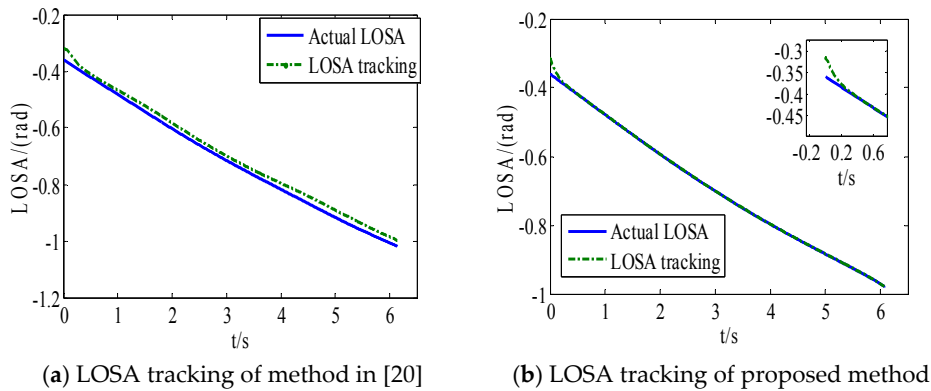 -0.2
-0.4
-0.6
-0.8
-1
-1.2
LOSA/(rad)
Actual LOSA
LOSA tracking
0 1 2 3 4 5 6
t/s
(a) LOSA tracking of method in [20]
-0.2
-0.4
-0.6
-0.8
-1
LOSA/(rad)
-0.3
-0.35
-0.4
-0.45
-0.2 0.2 0.6
t/s
Actual LOSA
LOSA tracking
0 1 2 3 4 5 6
t/s
(b) LOSA tracking of proposed method